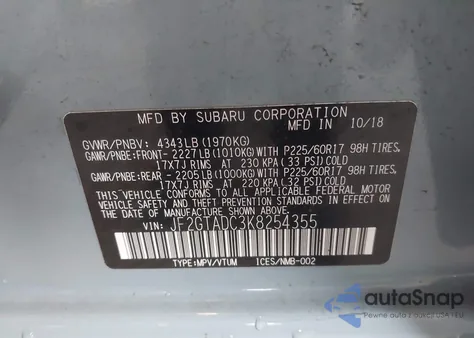 MFD BY SUBARU CORPORATION 10/18
GVWR/PNBV: 4343LB (1970KG)
GAWR/PNBE:FRONT- 2227LB(1010KG)WITH P225/60R17 98H TIRES,
17X7J RIMS AT 230 KPA (33 PSI) COLD
GAWR/PNBE:REAR - 2205LB(1000KG)WITH P225/60R17 98H TIRES,
17X7J RIMS AT 220 KPA (32 PSI) COLD
THIS VEHICLE CONFORMS TO ALL APPLICABLE FEDERAL MOTOR
VEHICLE SAFETY, BUMPER, AND THEFT PREVENTION
STANDARDS IN EFFECT ON THE DATE OF MANUFACTURE
SHOWN ABOVE.
VIN: JF2GTADC3K8254355
TYPE:MPV/VTUM ICES/NMB-002
autoSnap